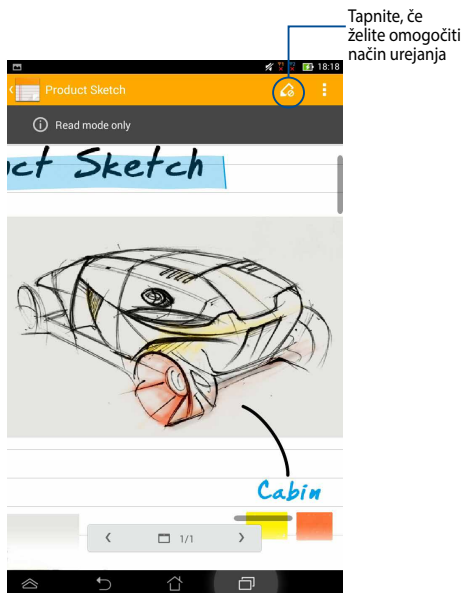 Tapnite, če
želite omogočiti
način urejanja
18:18
Product Sketch
Read mode only
ct Sketch
Cabin
1/1